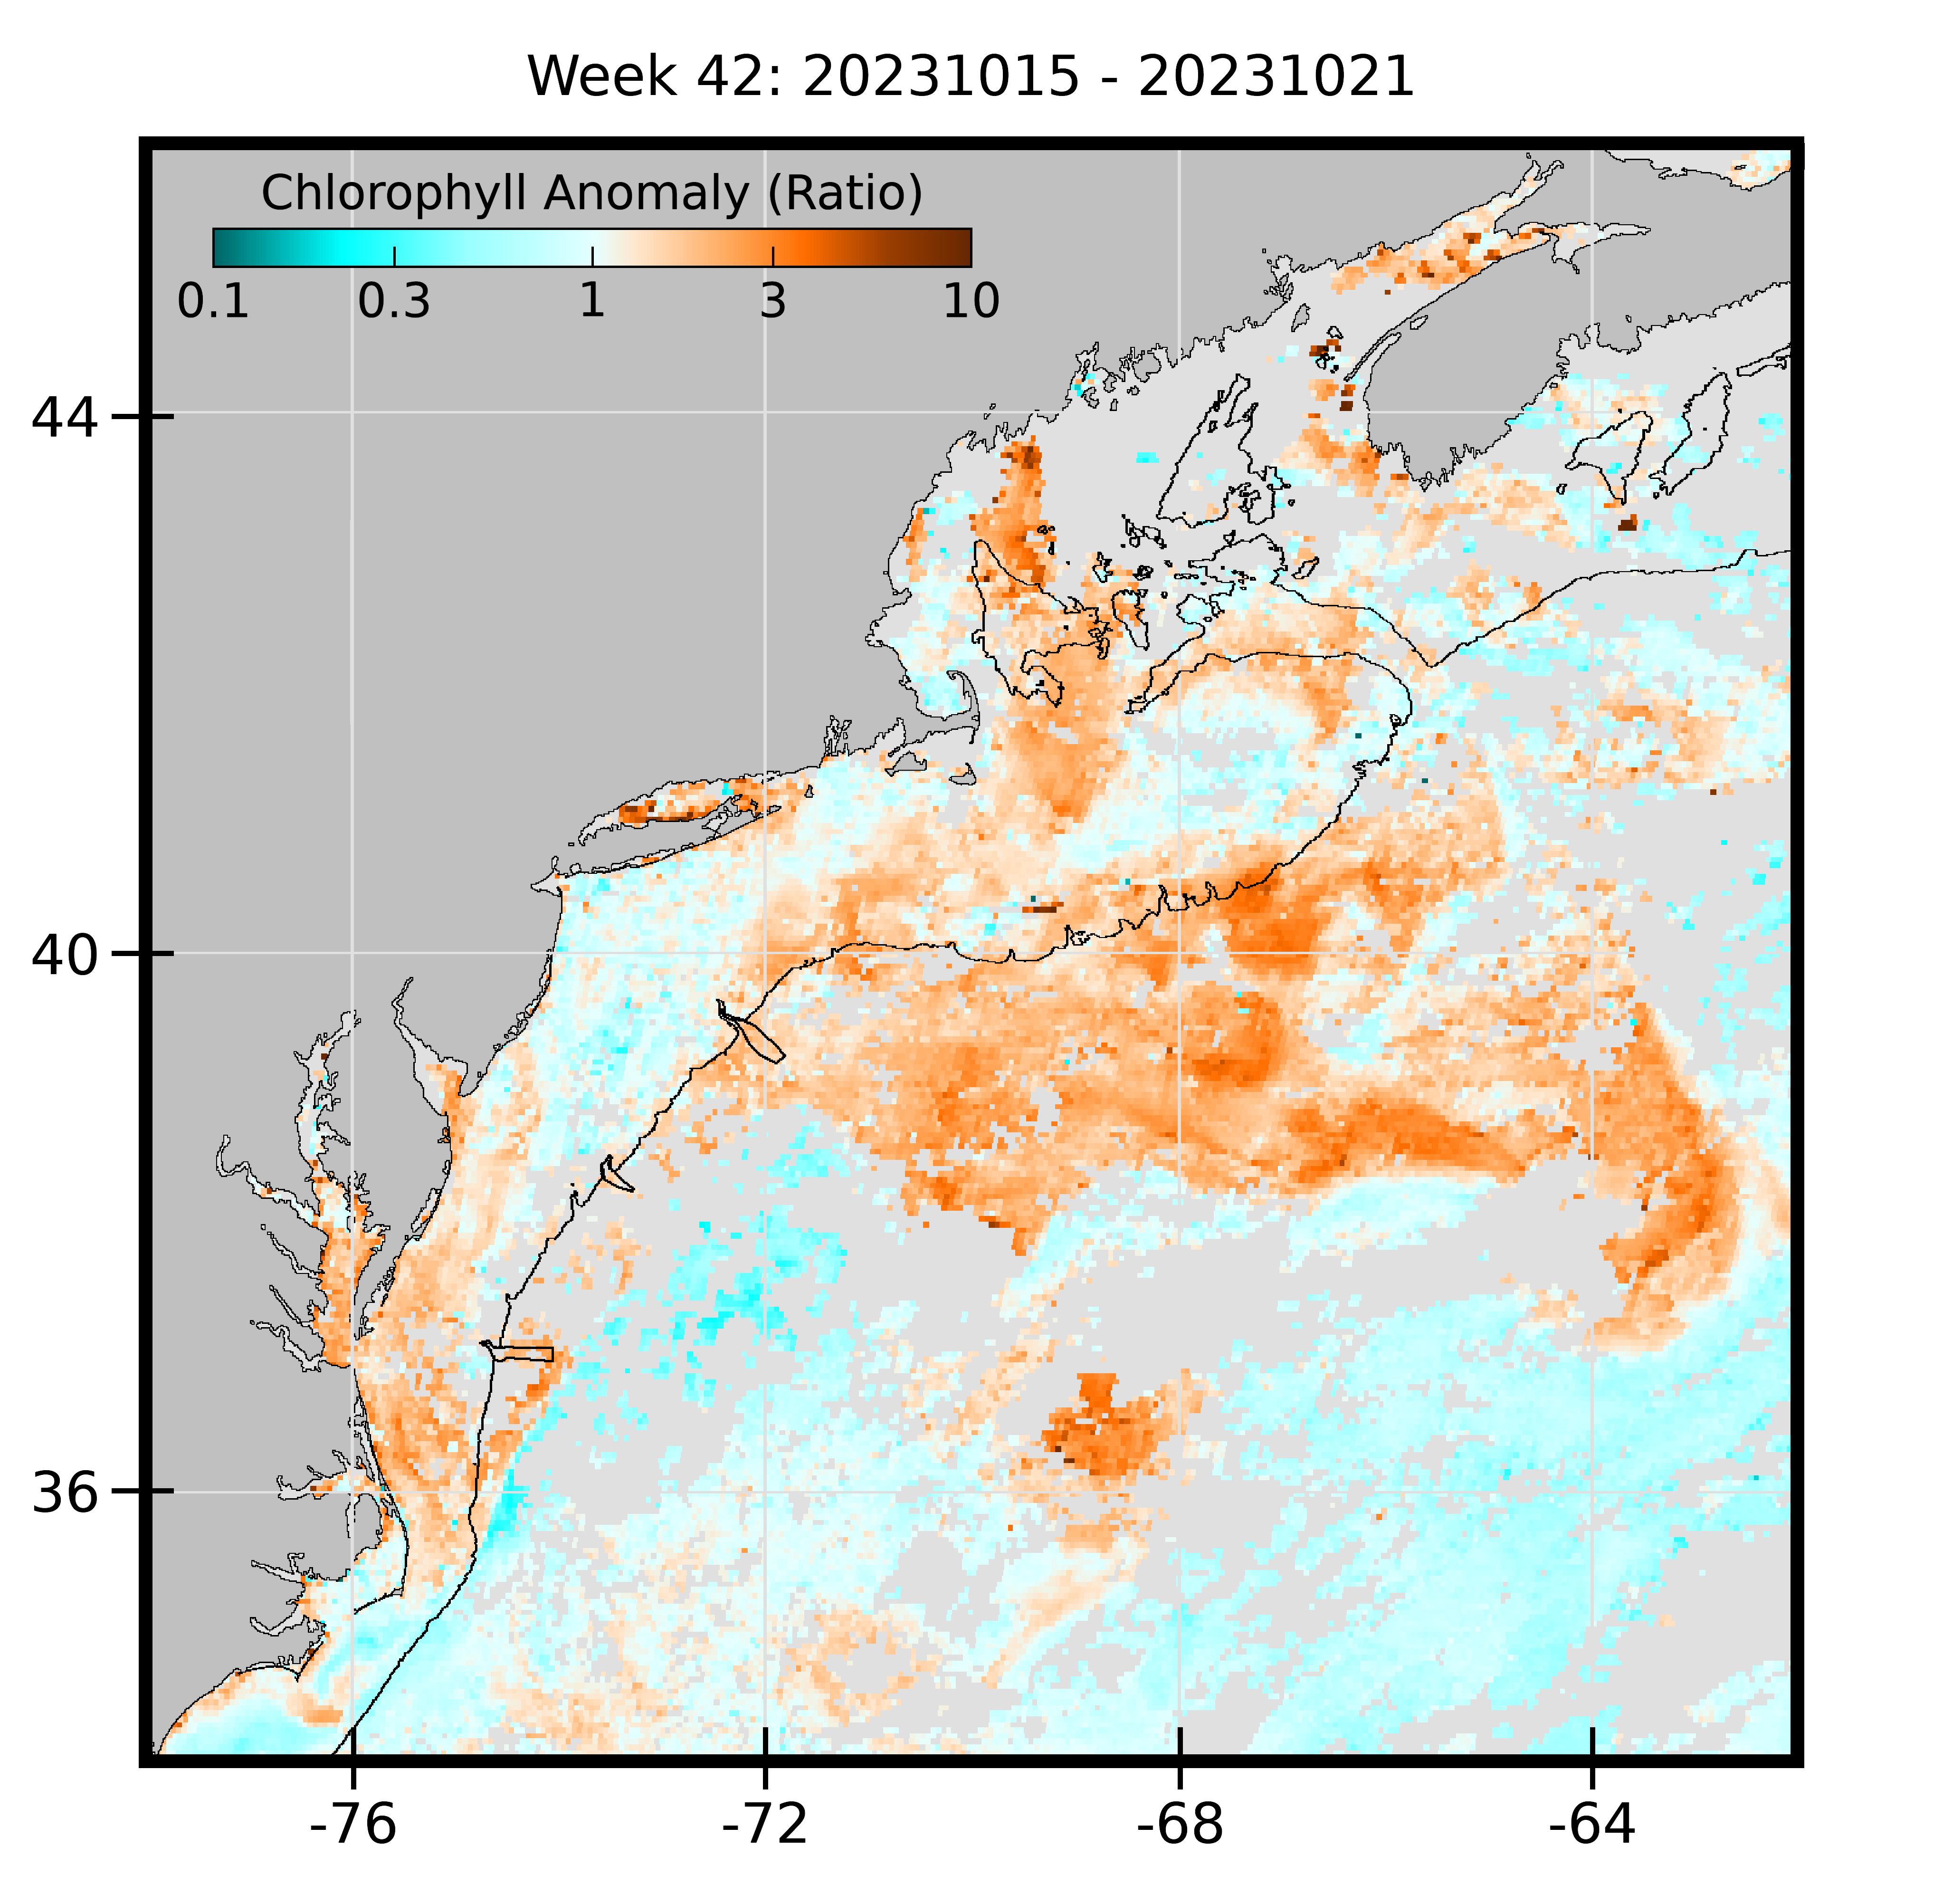 Week 42: 20231015 - 20231021
Chlorophyll Anomaly (Ratio)
0.1 0.3 1 3 10
44
40
36
-76 -72 -68 -64